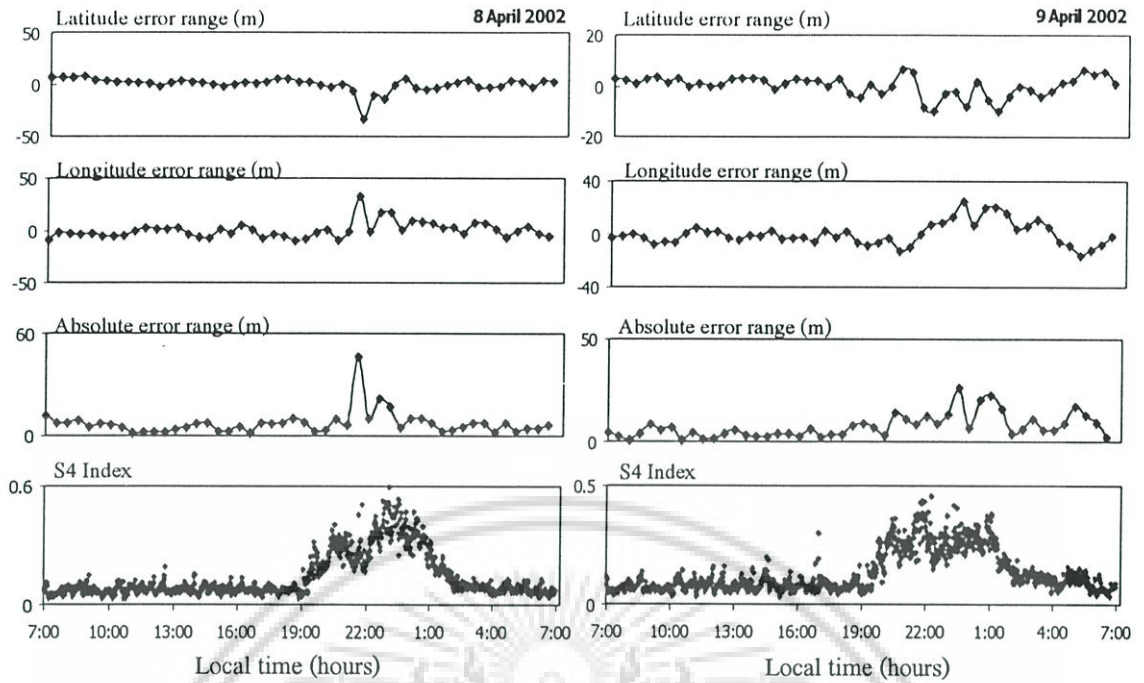 Latitude error range (m)
8 April 2002
50
0
-50
Longitude error range (m)
50
0
-50
Absolute error range (m)
60
0
S4 Index
0.6
0
7:00 10:00 13:00 16:00 19:00 22:00 1:00 4:00 7:00
Local time (hours)
Latitude error range (m)
9 April 2002
20
0
-20
Longitude error range (m)
40
0
-40
Absolute error range (m)
50
0
S4 Index
0.5
0
7:00 10:00 13:00 16:00 19:00 22:00 1:00 4:00 7:00
Local time (hours)